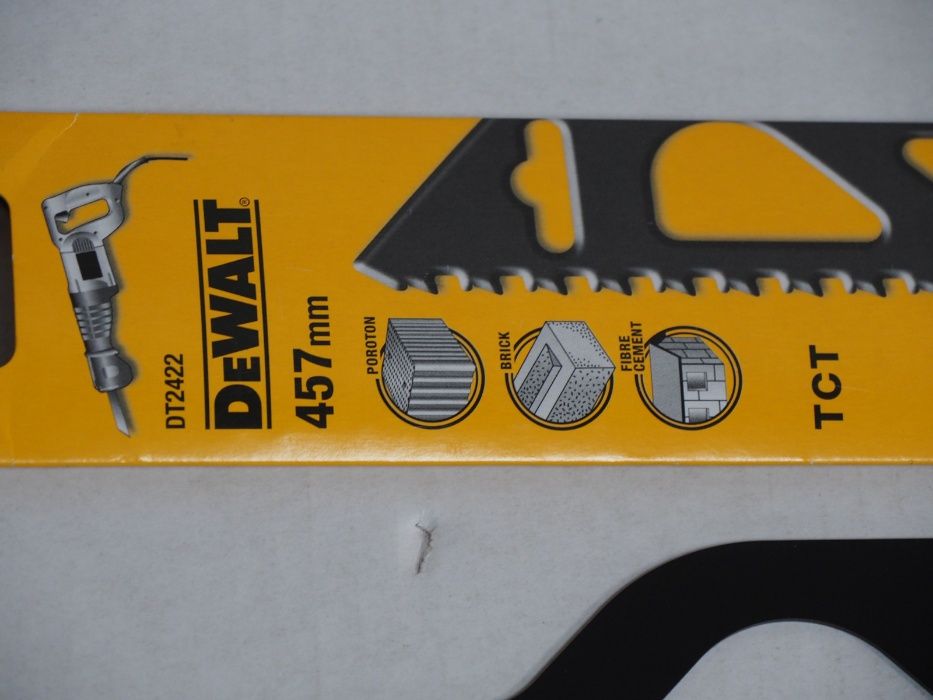 DT2422
DEWALT®
457mm
POROTON
BRICK
FIBRE
CEMENT
TCT